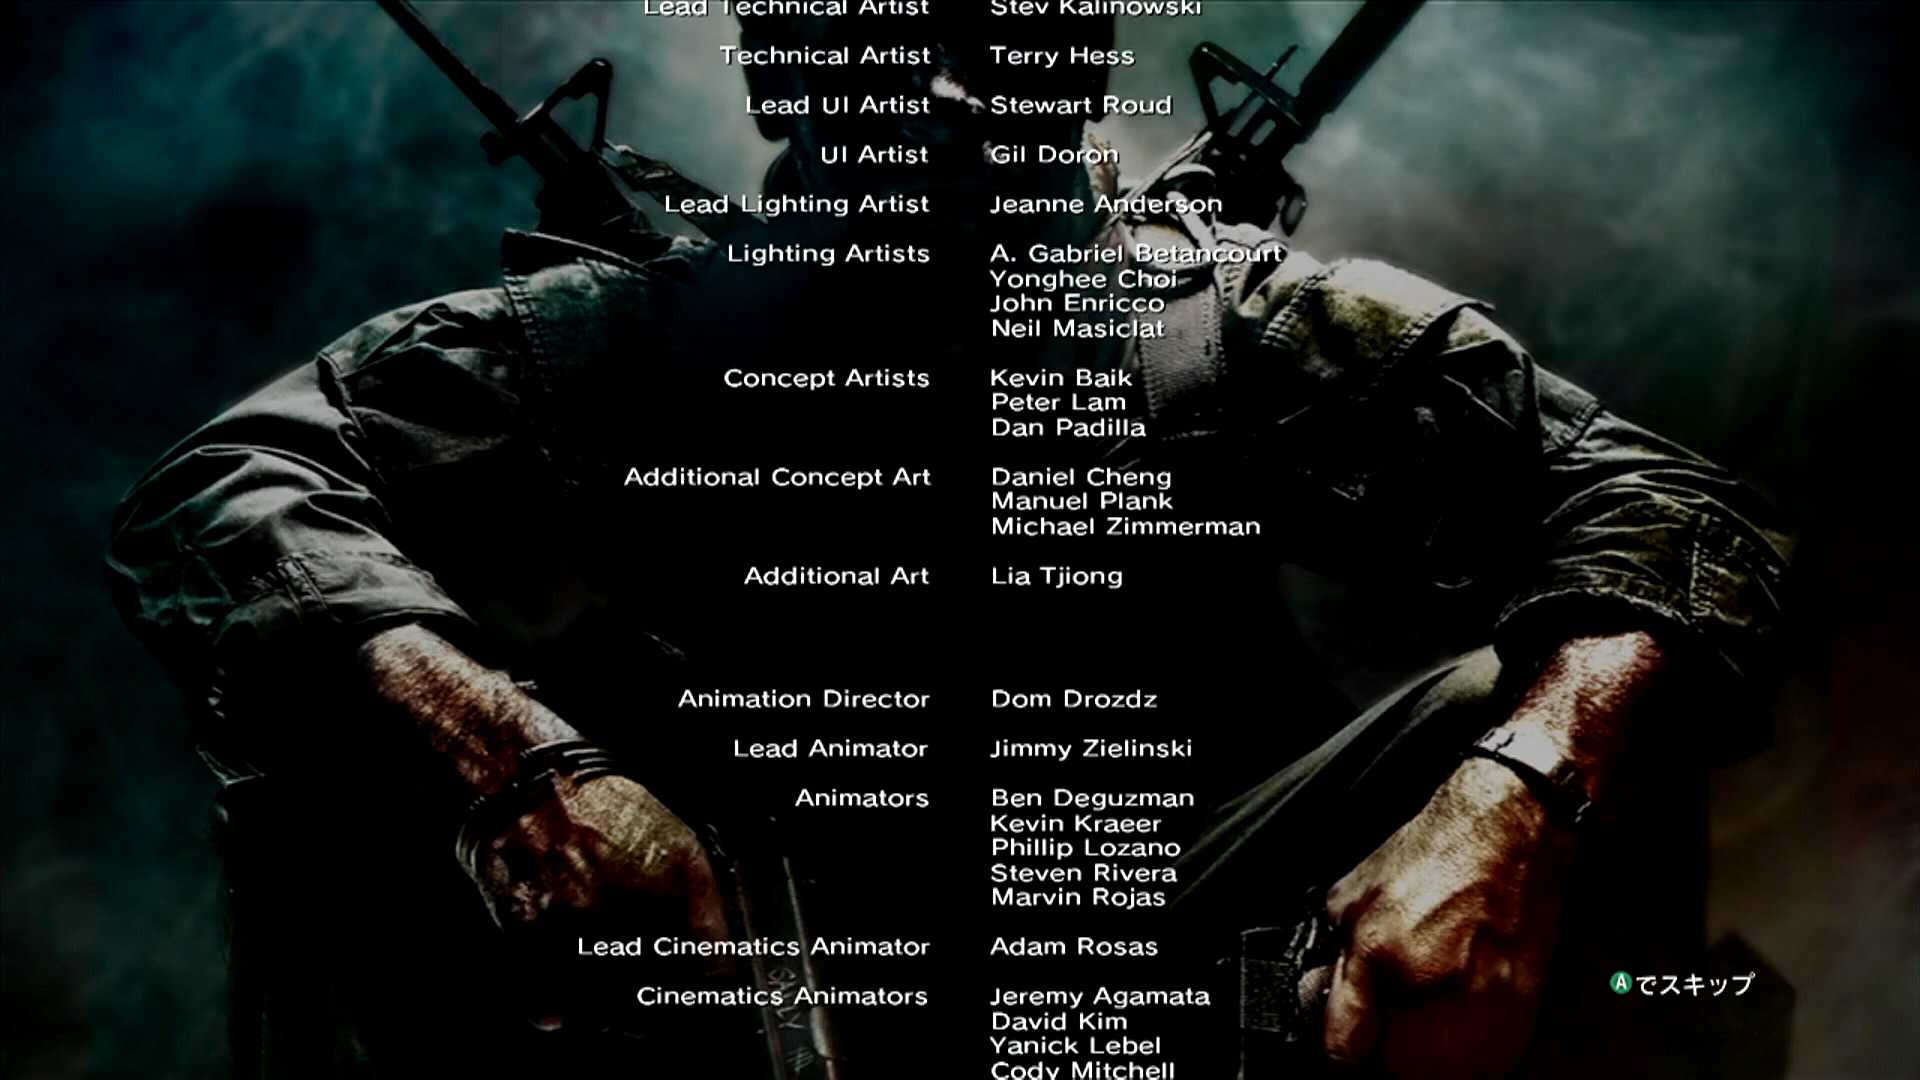 Lead Technical Artist Stev Kalinowski
Technical Artist Terry Hess
Lead UI Artist Stewart Roud
UI Artist Gil Doron
Lead Lighting Artist Jeanne Anderson
Lighting Artists A. Gabriel Betancourt
Yonghee Choi
John Enricco
Neil Masiclat
Concept Artists Kevin Baik
Peter Lam
Dan Padilla
Additional Concept Art Daniel Cheng
Manuel Plank
Michael Zimmerman
Additional Art Lia Tjiong
Animation Director Dom Drozdz
Lead Animator Jimmy Zielinski
Animators Ben Deguzman
Kevin Kraeer
Phillip Lozano
Steven Rivera
Marvin Rojas
Lead Cinematics Animator Adam Rosas
Cinematics Animators Jeremy Agamata
David Kim
Yanick Lebel
Cody Mitchell
Aでスキップ